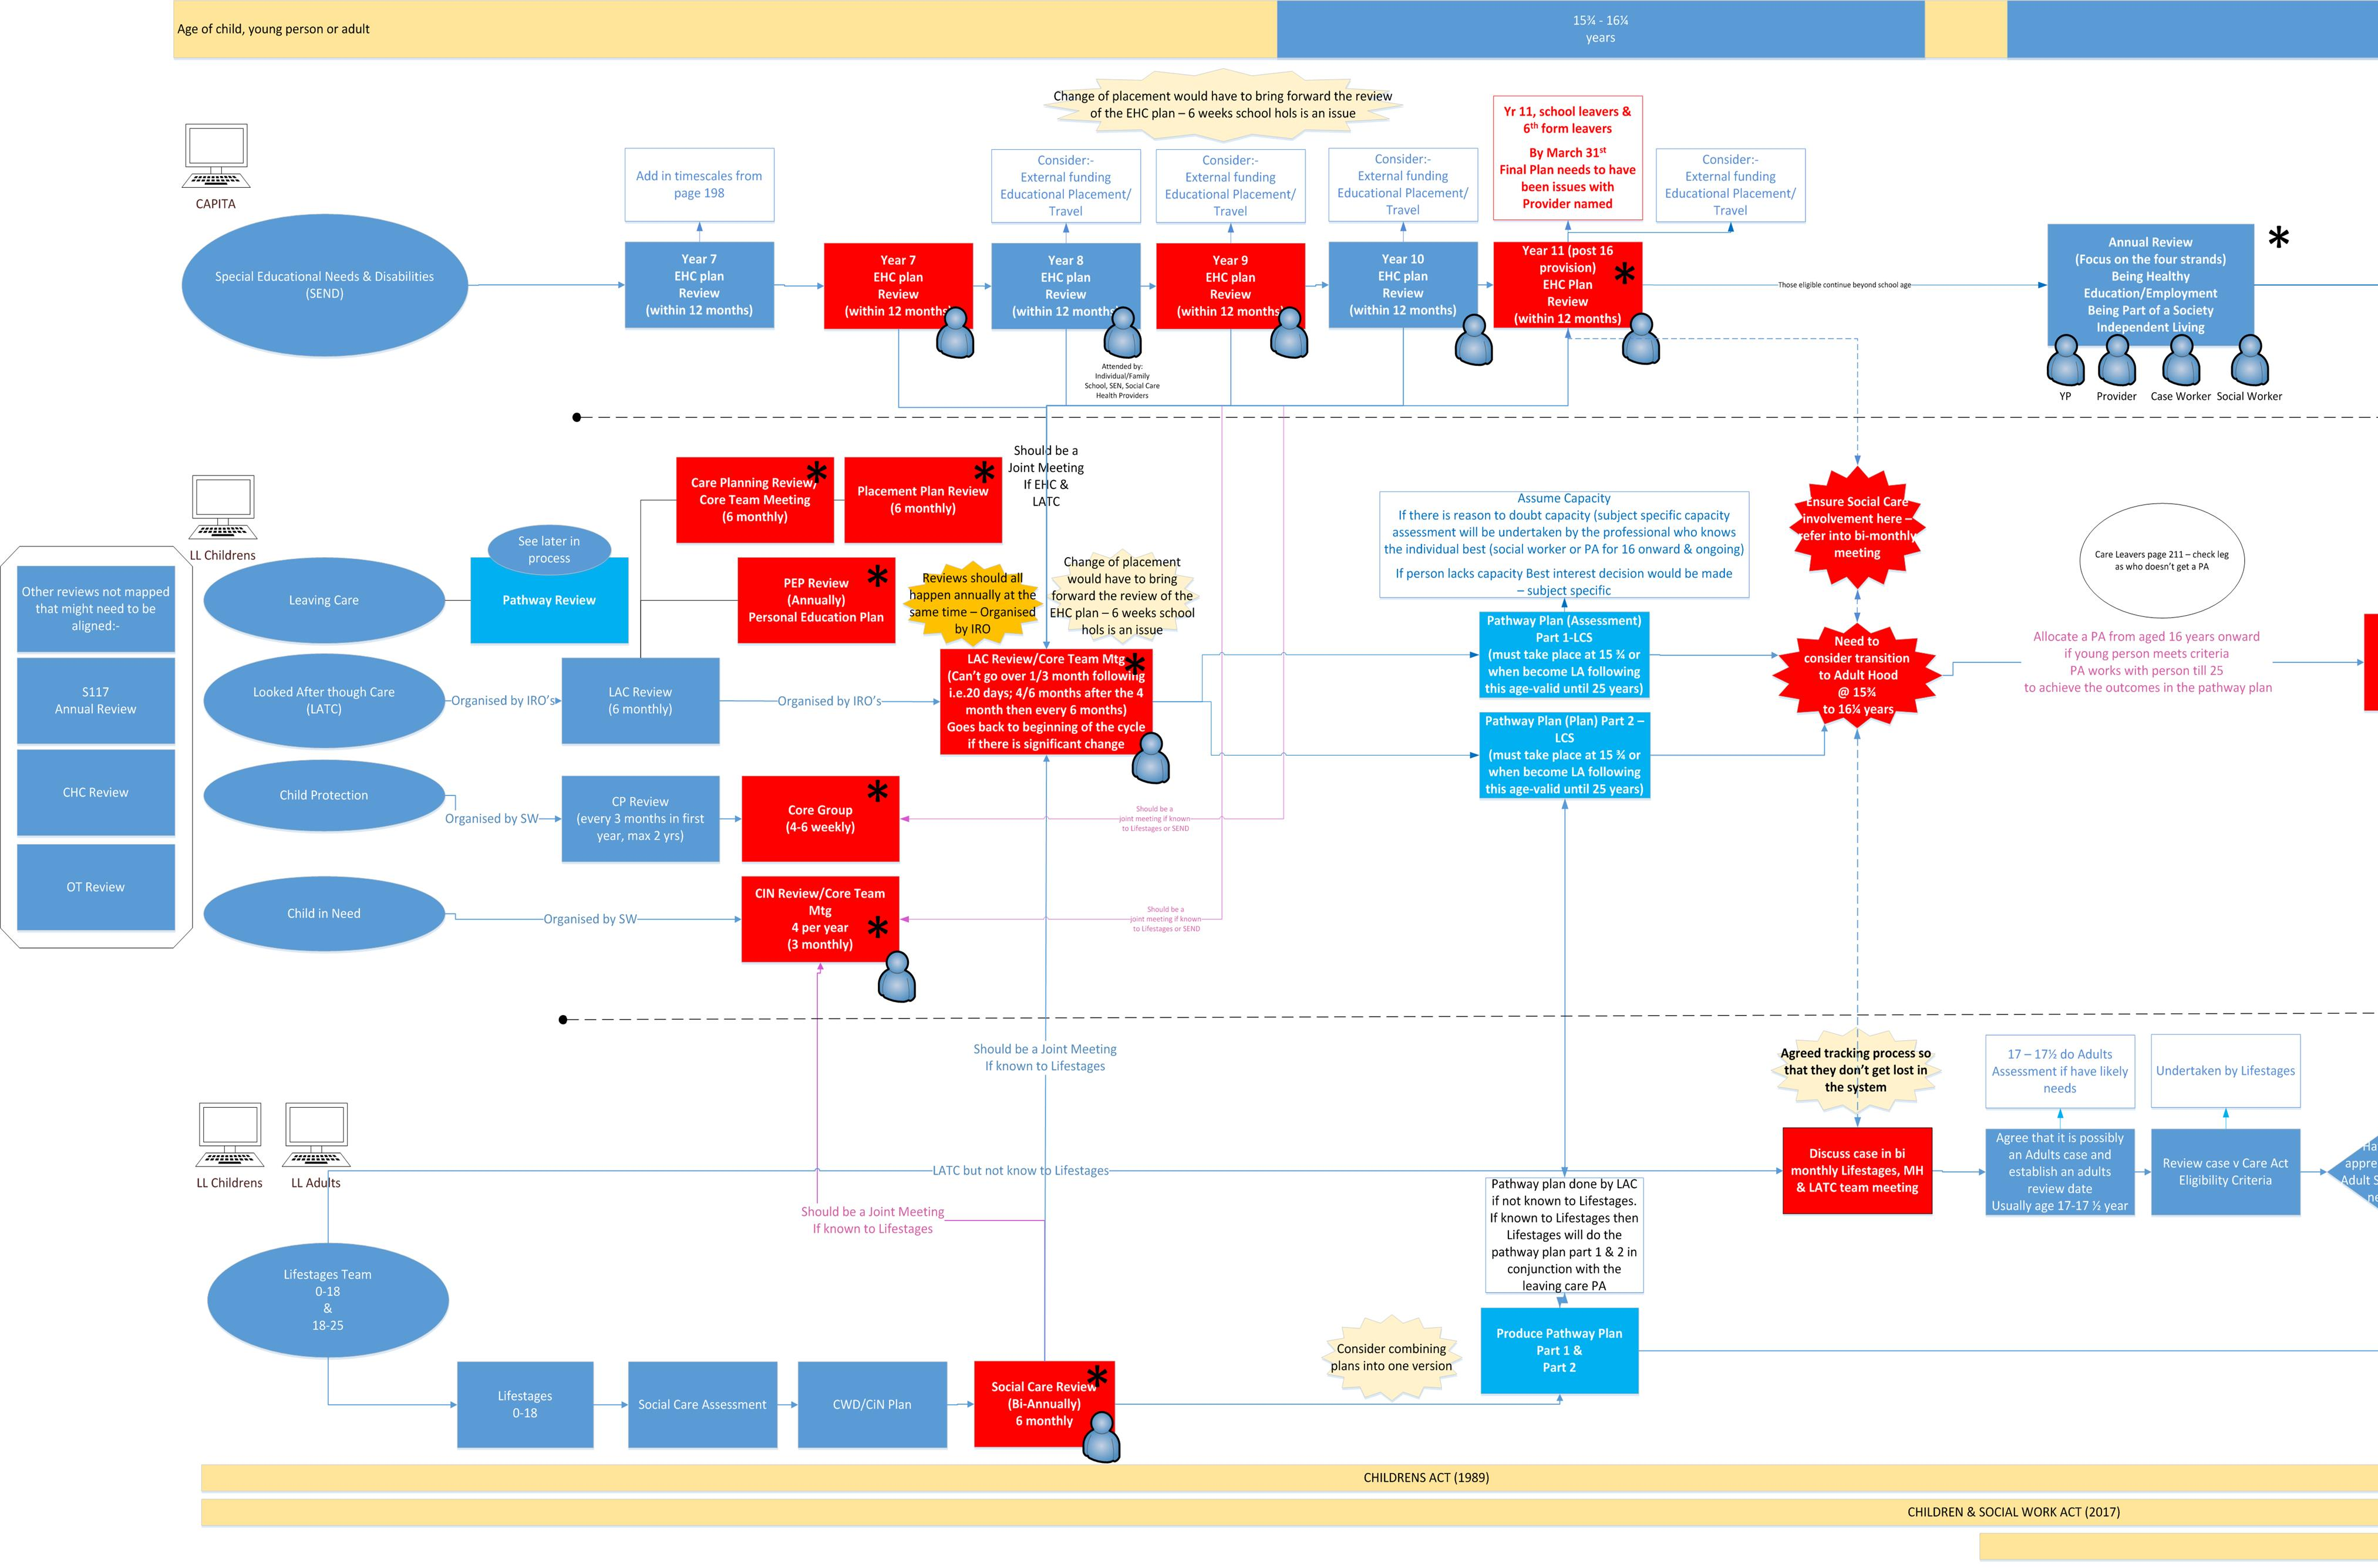 Age of child, young person or adult
15¾ - 16¼
years
Change of placement would have to bring forward the review
of the EHC plan – 6 weeks school hols is an issue
CAPITA
Special Educational Needs & Disabilities
(SEND)
Add in timescales from
page 198
Year 7
EHC plan
Review
(within 12 months)
Year 7
EHC plan
Review
(within 12 months)
Consider:-
External funding
Educational Placement/
Travel
Year 8
EHC plan
Review
(within 12 months)
Attended by:
Individual/Family
School, SEN, Social Care
Health Providers
Consider:-
External funding
Educational Placement/
Travel
Year 9
EHC plan
Review
(within 12 months)
Consider:-
External funding
Educational Placement/
Travel
Year 10
EHC plan
Review
(within 12 months)
Yr 11, school leavers &
6th form leavers
By March 31st
Final Plan needs to have
been issues with
Provider named
Year 11 (post 16
provision)
EHC Plan
Review
(within 12 months)
*
Consider:-
External funding
Educational Placement/
Travel
Those eligible continue beyond school age
Annual Review
(Focus on the four strands)
Being Healthy
Education/Employment
Being Part of a Society
Independent Living
*
YP
Provider
Case Worker
Social Worker
LL Childrens
Other reviews not mapped
that might need to be
aligned:-
S117
Annual Review
CHC Review
OT Review
Leaving Care
See later in
process
Pathway Review
Care Planning Review/
Core Team Meeting
(6 monthly)
*
Placement Plan Review
(6 monthly)
*
Should be a
Joint Meeting
If EHC &
LATC
PEP Review
(Annually)
Personal Education Plan
*
Reviews should all
happen annually at the
same time – Organised
by IRO
Change of placement
would have to bring
forward the review of the
EHC plan – 6 weeks school
hols is an issue
Looked After though Care
(LATC)
Organised by IRO's
LAC Review
(6 monthly)
Organised by IRO's
LAC Review/Core Team Mtg
(Can't go over 1/3 month following
i.e.20 days; 4/6 months after the 4
month then every 6 months)
Goes back to beginning of the cycle
if there is significant change
*
Assume Capacity
If there is reason to doubt capacity (subject specific capacity
assessment will be undertaken by the professional who knows
the individual best (social worker or PA for 16 onward & ongoing)
If person lacks capacity Best interest decision would be made
– subject specific
Pathway Plan (Assessment)
Part 1-LCS
(must take place at 15 ¾ or
when become LA following
this age-valid until 25 years)
Pathway Plan (Plan) Part 2 –
LCS
(must take place at 15 ¾ or
when become LA following
this age-valid until 25 years)
Ensure Social Care
involvement here –
refer into bi-monthly
meeting
Need to
consider transition
to Adult Hood
@ 15¾
to 16¼ years
Care Leavers page 211 – check leg
as who doesn't get a PA
Allocate a PA from aged 16 years onward
if young person meets criteria
PA works with person till 25
to achieve the outcomes in the pathway plan
Child Protection
Organised by SW
CP Review
(every 3 months in first
year, max 2 yrs)
Core Group
(4-6 weekly)
*
Should be a
joint meeting if known
to Lifestages or SEND
Child in Need
Organised by SW
CIN Review/Core Team
Mtg
4 per year
(3 monthly)
*
Should be a
joint meeting if known
to Lifestages or SEND
Should be a Joint Meeting
If known to Lifestages
LL Childrens
LL Adults
LATC but not know to Lifestages
Should be a Joint Meeting
If known to Lifestages
Lifestages Team
0-18
&
18-25
Lifestages
0-18
Social Care Assessment
CWD/CiN Plan
Social Care Review
(Bi-Annually)
6 monthly
*
Consider combining
plans into one version
Pathway plan done by LAC
if not known to Lifestages.
If known to Lifestages then
Lifestages will do the
pathway plan part 1 & 2 in
conjunction with the
leaving care PA
Produce Pathway Plan
Part 1 &
Part 2
Agreed tracking process so
that they don't get lost in
the system
Discuss case in bi
monthly Lifestages, MH
& LATC team meeting
17 – 17½ do Adults
Assessment if have likely
needs
Agree that it is possibly
an Adults case and
establish an adults
review date
Usually age 17-17 ½ year
Undertaken by Lifestages
Review case v Care Act
Eligibility Criteria
Adult
CHILDRENS ACT (1989)
CHILDREN & SOCIAL WORK ACT (2017)